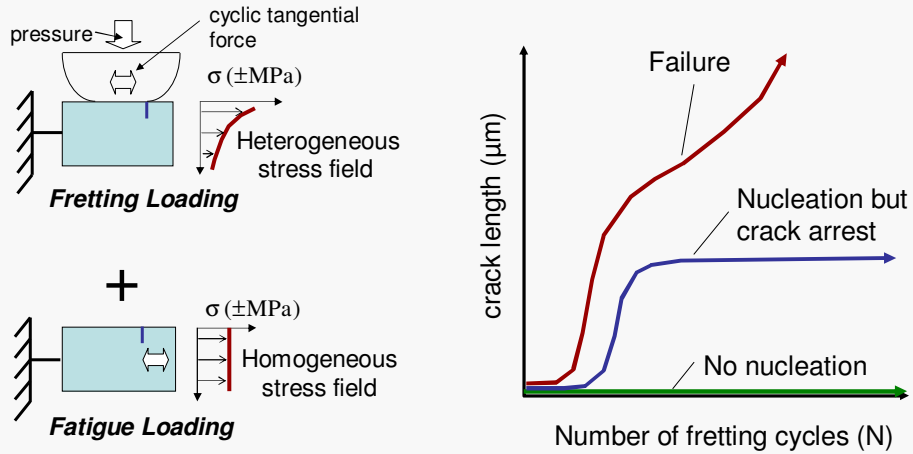 pressure
cyclic tangential
force
σ (±MPa)
Heterogeneous
stress field
Fretting Loading
+
σ (±MPa)
Homogeneous
stress field
Fatigue Loading
crack length (µm)
Failure
Nucleation but
crack arrest
No nucleation
Number of fretting cycles (N)